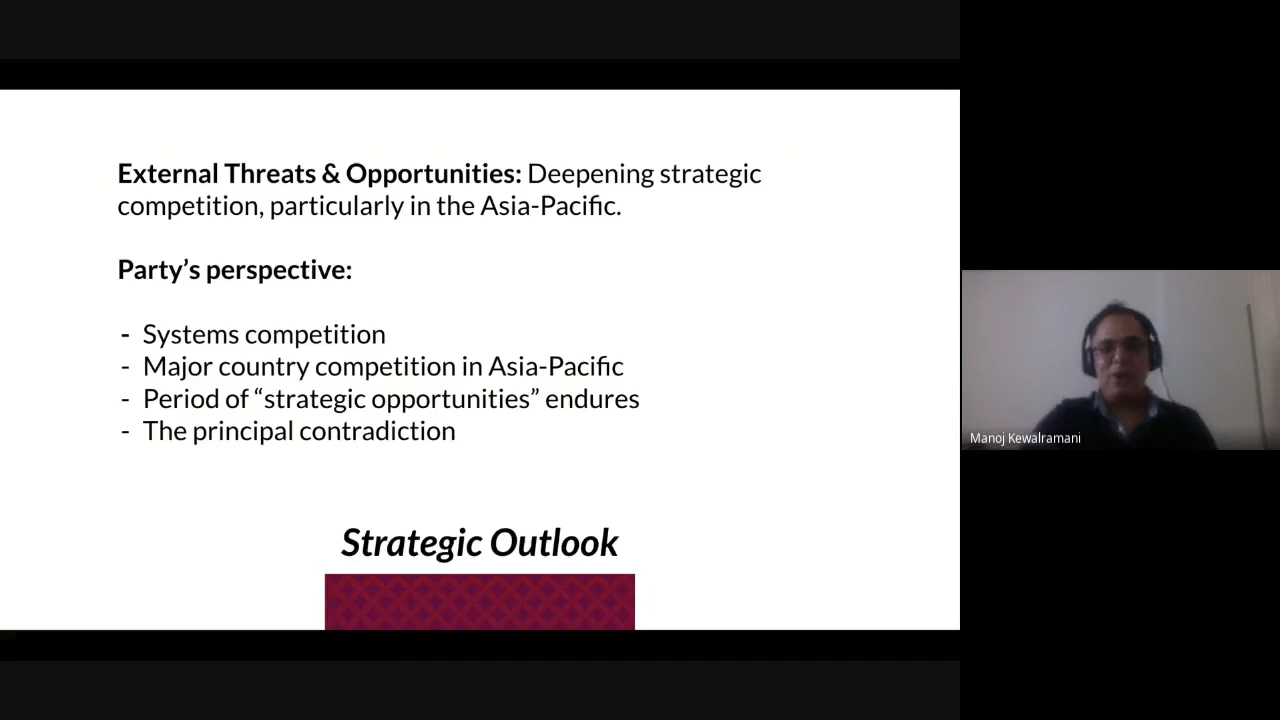 External Threats & Opportunities: Deepening strategic
competition, particularly in the Asia-Pacific.
Party’s perspective:
- Systems competition
- Major country competition in Asia-Pacific
- Period of “strategic opportunities” endures
- The principal contradiction
Strategic Outlook
Manoj Kewalramani